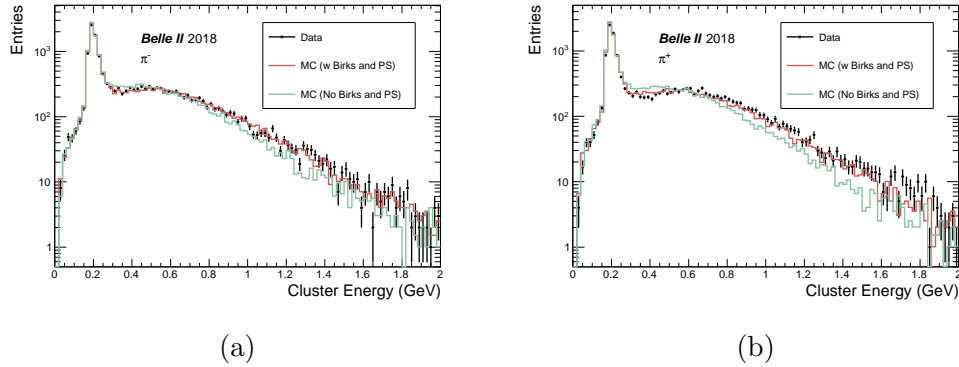 Entries
10³
10²
10
1
Belle II 2018
π⁻
Data
MC (w Birks and PS)
MC (No Birks and PS)
0 0.2 0.4 0.6 0.8 1 1.2 1.4 1.6 1.8 2
Cluster Energy (GeV)
(a)
Entries
10³
10²
10
1
Belle II 2018
π⁺
Data
MC (w Birks and PS)
MC (No Birks and PS)
0 0.2 0.4 0.6 0.8 1 1.2 1.4 1.6 1.8 2
Cluster Energy (GeV)
(b)